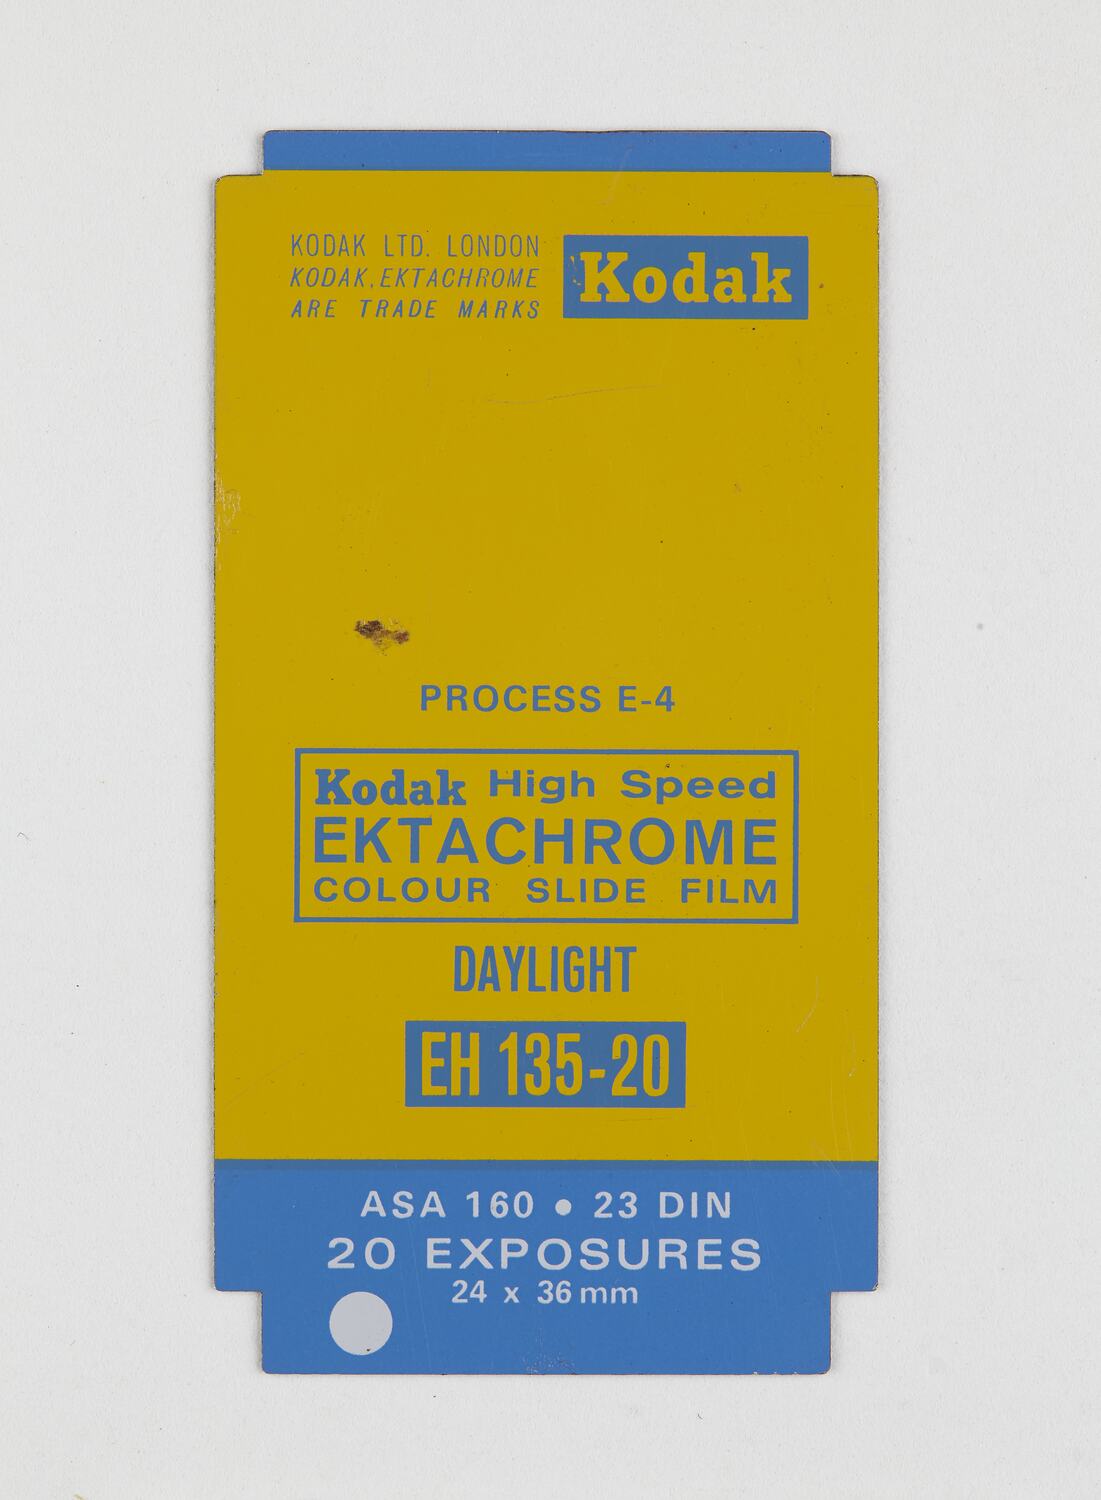 KODAK LTD. LONDON
KODAK, EKTACHROME
ARE TRADE MARKS
Kodak
PROCESS E-4
Kodak High Speed
EKTACHROME
COLOUR SLIDE FILM
DAYLIGHT
EH 135-20
ASA 160 • 23 DIN
20 EXPOSURES
24 x 36 mm